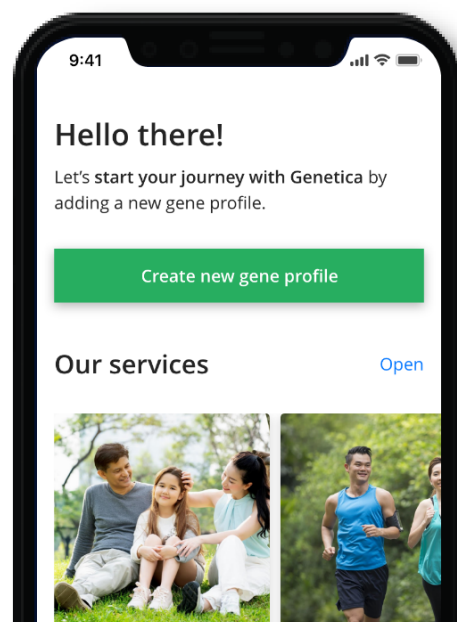 9:41
Hello there!
Let's start your journey with Genetica by
adding a new gene profile.
Create new gene profile
Our services
Open